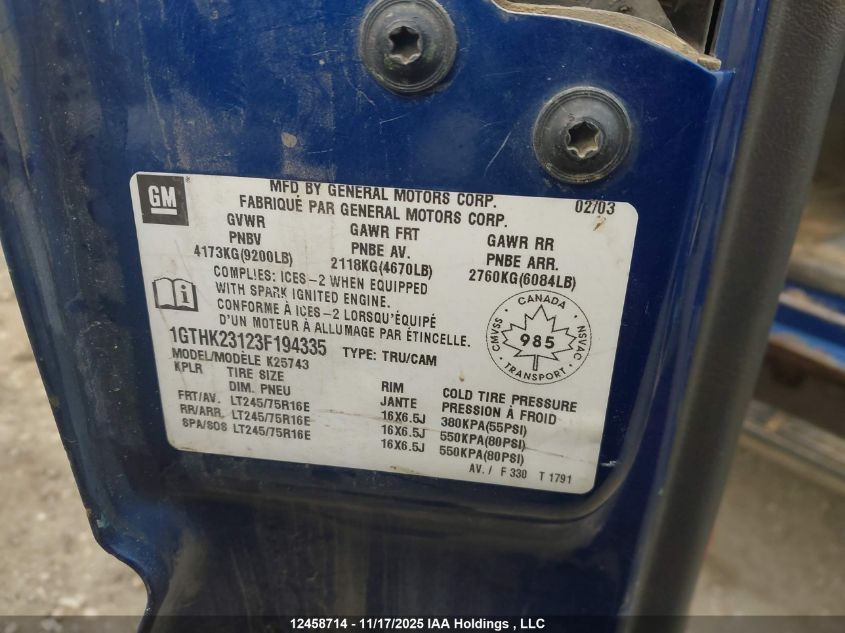 GM
MFD BY GENERAL MOTORS CORP.
FABRIQUÉ PAR GENERAL MOTORS CORP.
02/03
GVWR GAWR FRT GAWR RR
PNBV PNBE AV. PNBE ARR.
4173KG(9200LB) 2118KG(4670LB) 2760KG(6084LB)
COMPLIES: ICES-2 WHEN EQUIPPED
WITH SPARK IGNITED ENGINE.
CONFORME À ICES-2 LORSQU'ÉQUIPÉ
D'UN MOTEUR À ALLUMAGE PAR ÉTINCELLE.
CANADA
CMVSS 985 NSVAC
TRANSPORT
1GTHK23123F194335 TYPE: TRU/CAM
MODEL/MODÈLE K25743
KPLR TIRE SIZE RIM COLD TIRE PRESSURE
DIM. PNEU JANTE PRESSION À FROID
FRT/AV. LT245/75R16E 16X6.5J 380KPA(55PSI)
RR/ARR. LT245/75R16E 16X6.5J 550KPA(80PSI)
SPA/SOS LT245/75R16E 16X6.5J 550KPA(80PSI)
AV. / F 330 T 1791
12458714 - 11/17/2025 IAA Holdings , LLC